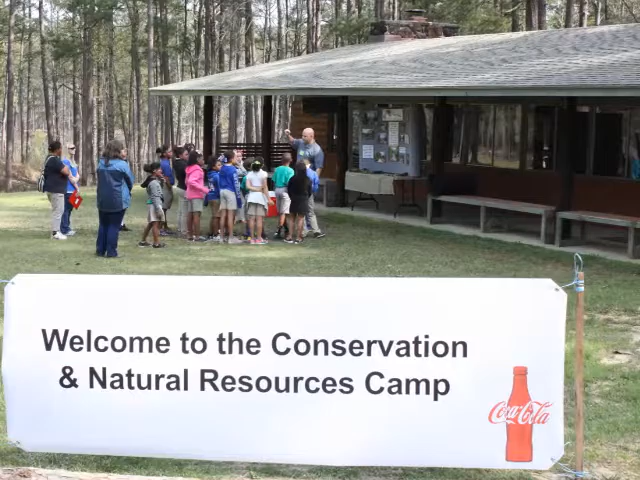 Welcome to the Conservation
& Natural Resources Camp
Coca-Cola